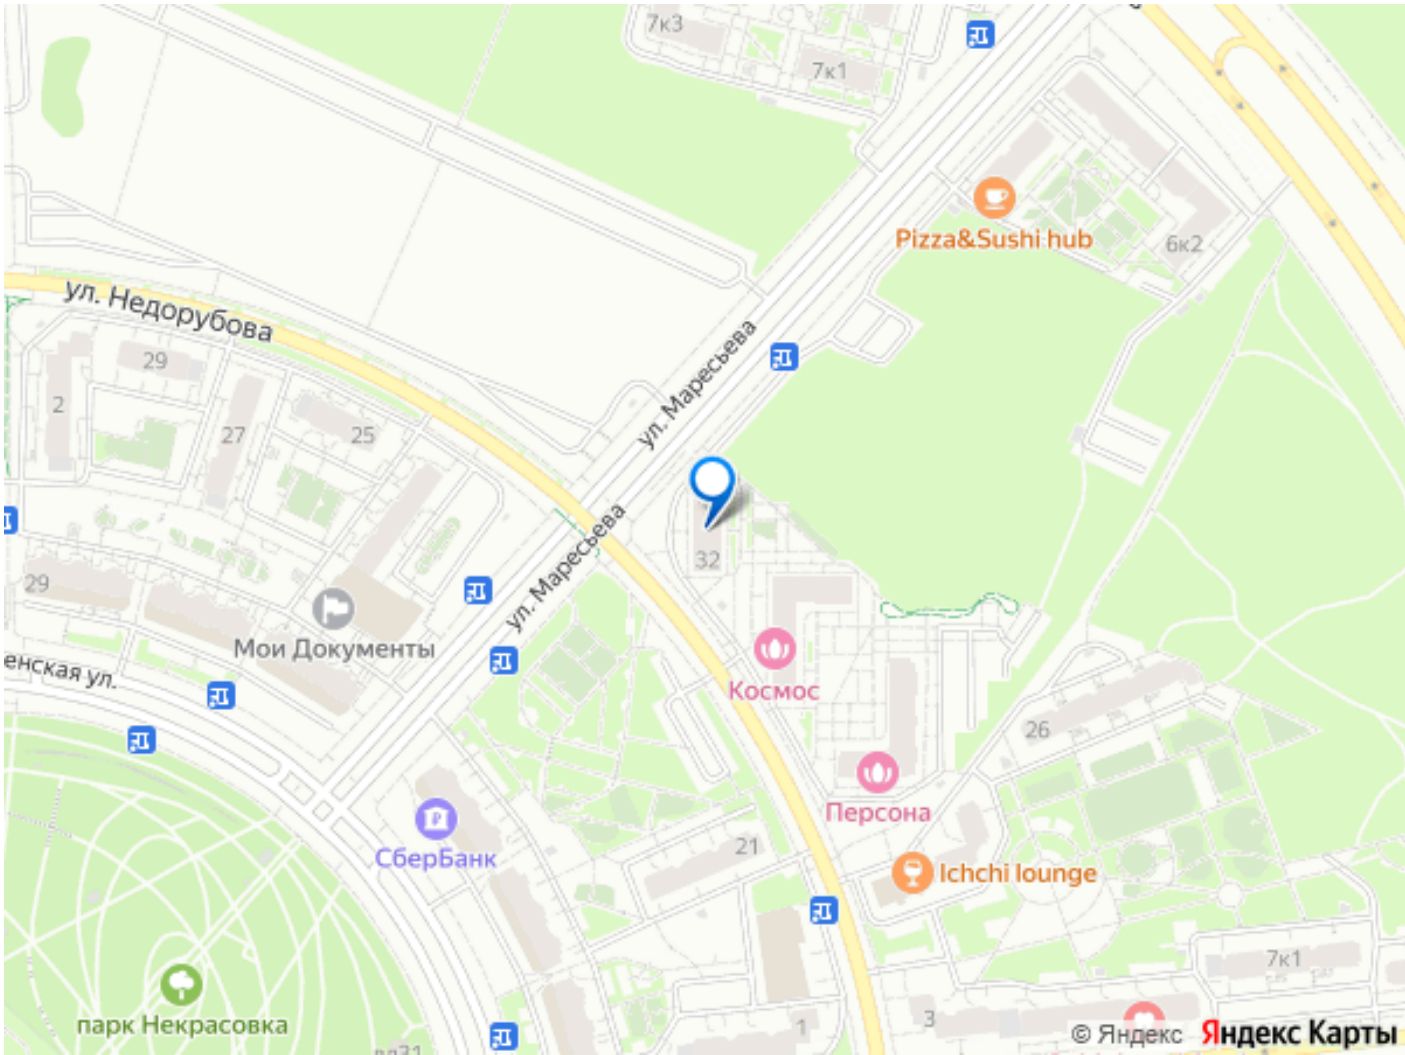 7к3
7к1
Pizza&Sushi hub
6к2
ул. Недорубова
29
2
27
25
ул. Маресьева
32
ул. Маресьева
29
Мои Документы
енская ул.
Космос
26
Персона
СберБанк
21
Ichchi lounge
7к1
парк Некрасовка
1
3
© Яндекс Яндекс Карты